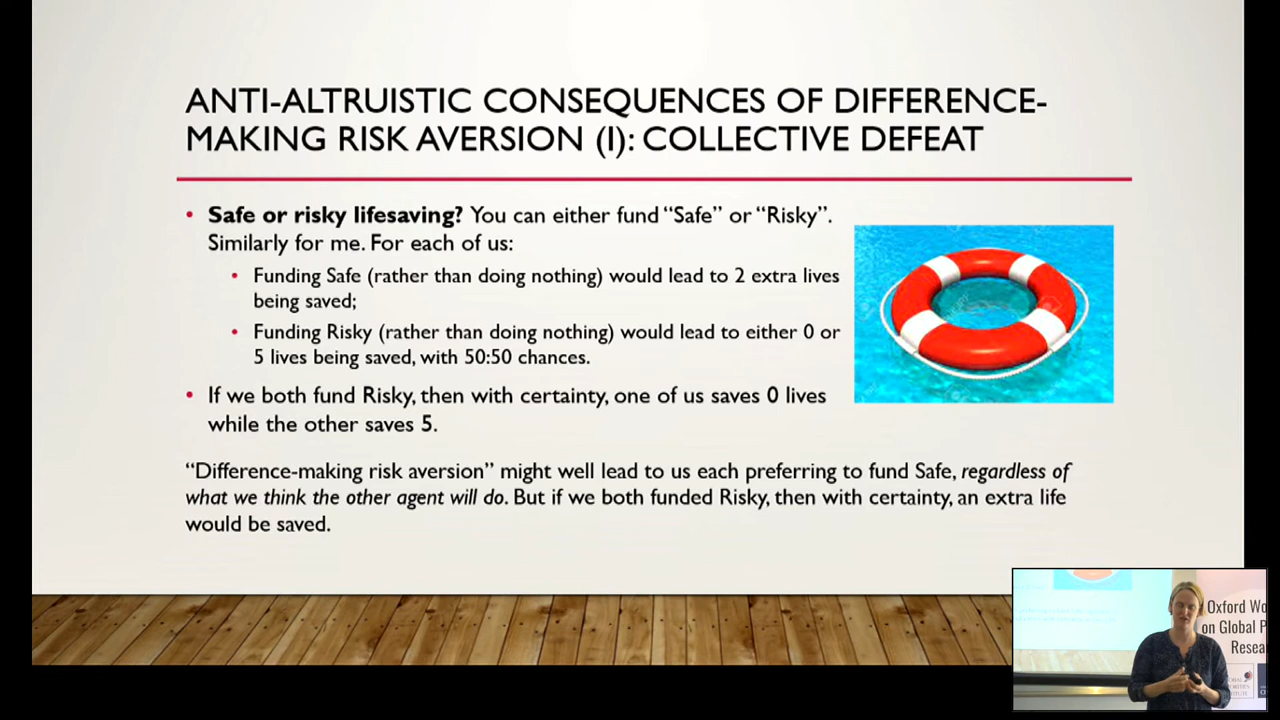 ANTI-ALTRUISTIC CONSEQUENCES OF DIFFERENCE-
MAKING RISK AVERSION (I): COLLECTIVE DEFEAT
• Safe or risky lifesaving? You can either fund “Safe” or “Risky”.
Similarly for me. For each of us:
• Funding Safe (rather than doing nothing) would lead to 2 extra lives
being saved;
• Funding Risky (rather than doing nothing) would lead to either 0 or
5 lives being saved, with 50:50 chances.
• If we both fund Risky, then with certainty, one of us saves 0 lives
while the other saves 5.
“Difference-making risk aversion” might well lead to us each preferring to fund Safe, regardless of
what we think the other agent will do. But if we both funded Risky, then with certainty, an extra life
would be saved.
Oxford Wo
on Global P
Resea